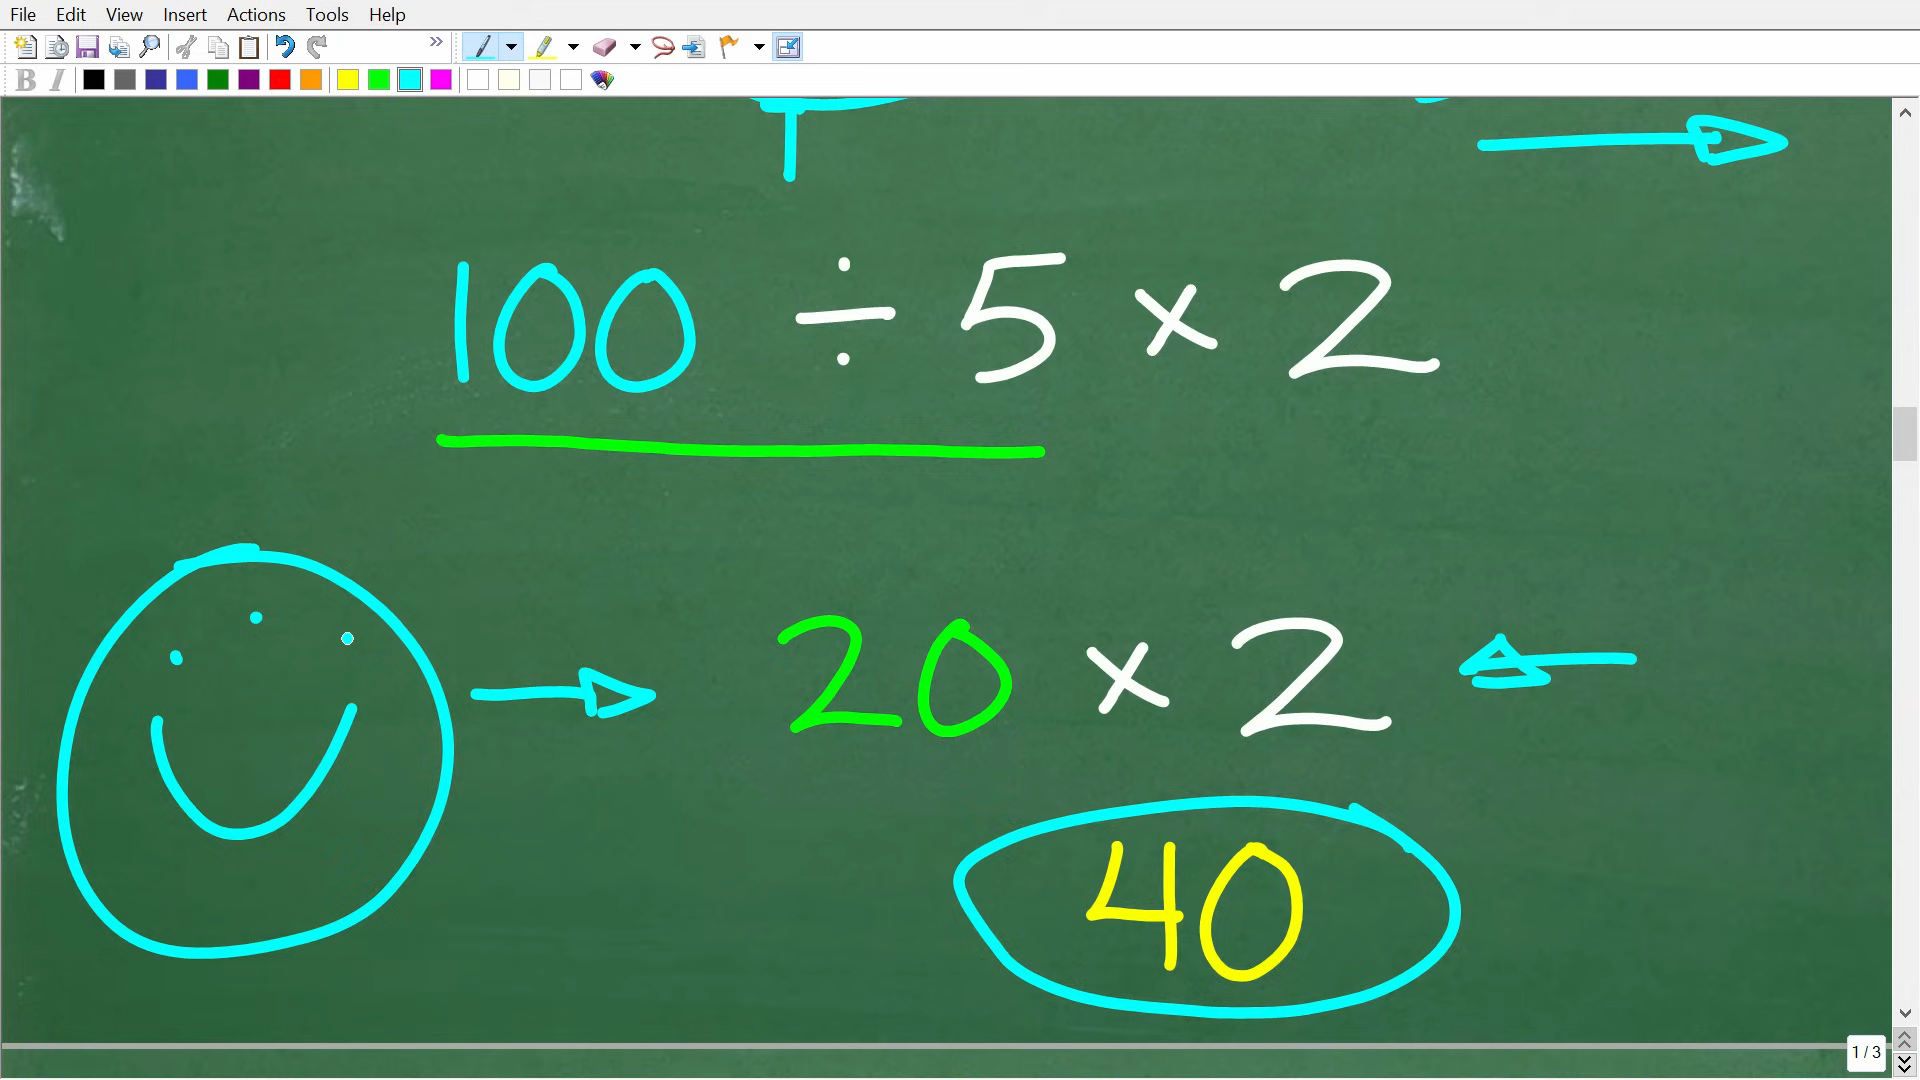 File Edit View Insert Actions Tools Help
B I
100 ÷ 5 × 2
20 × 2
40
1 / 3